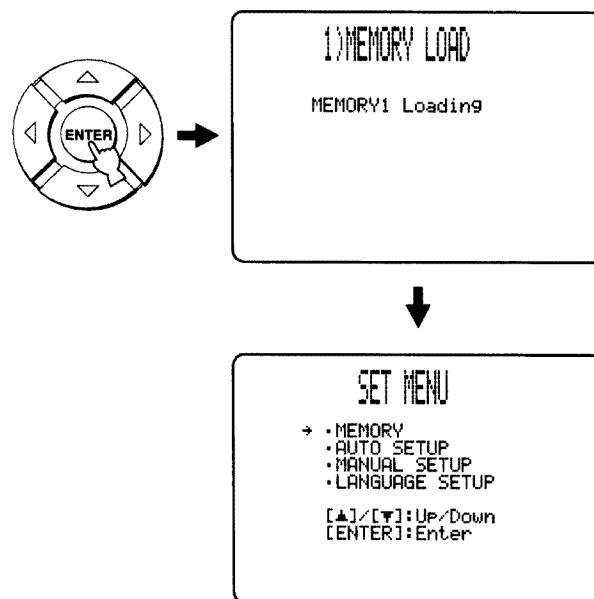 ENTER
1)MEMORY LOAD
MEMORY1 Loading
SET MENU
→ ·MEMORY
·AUTO SETUP
·MANUAL SETUP
·LANGUAGE SETUP
[▲]/[▼]:Up/Down
[ENTER]:Enter